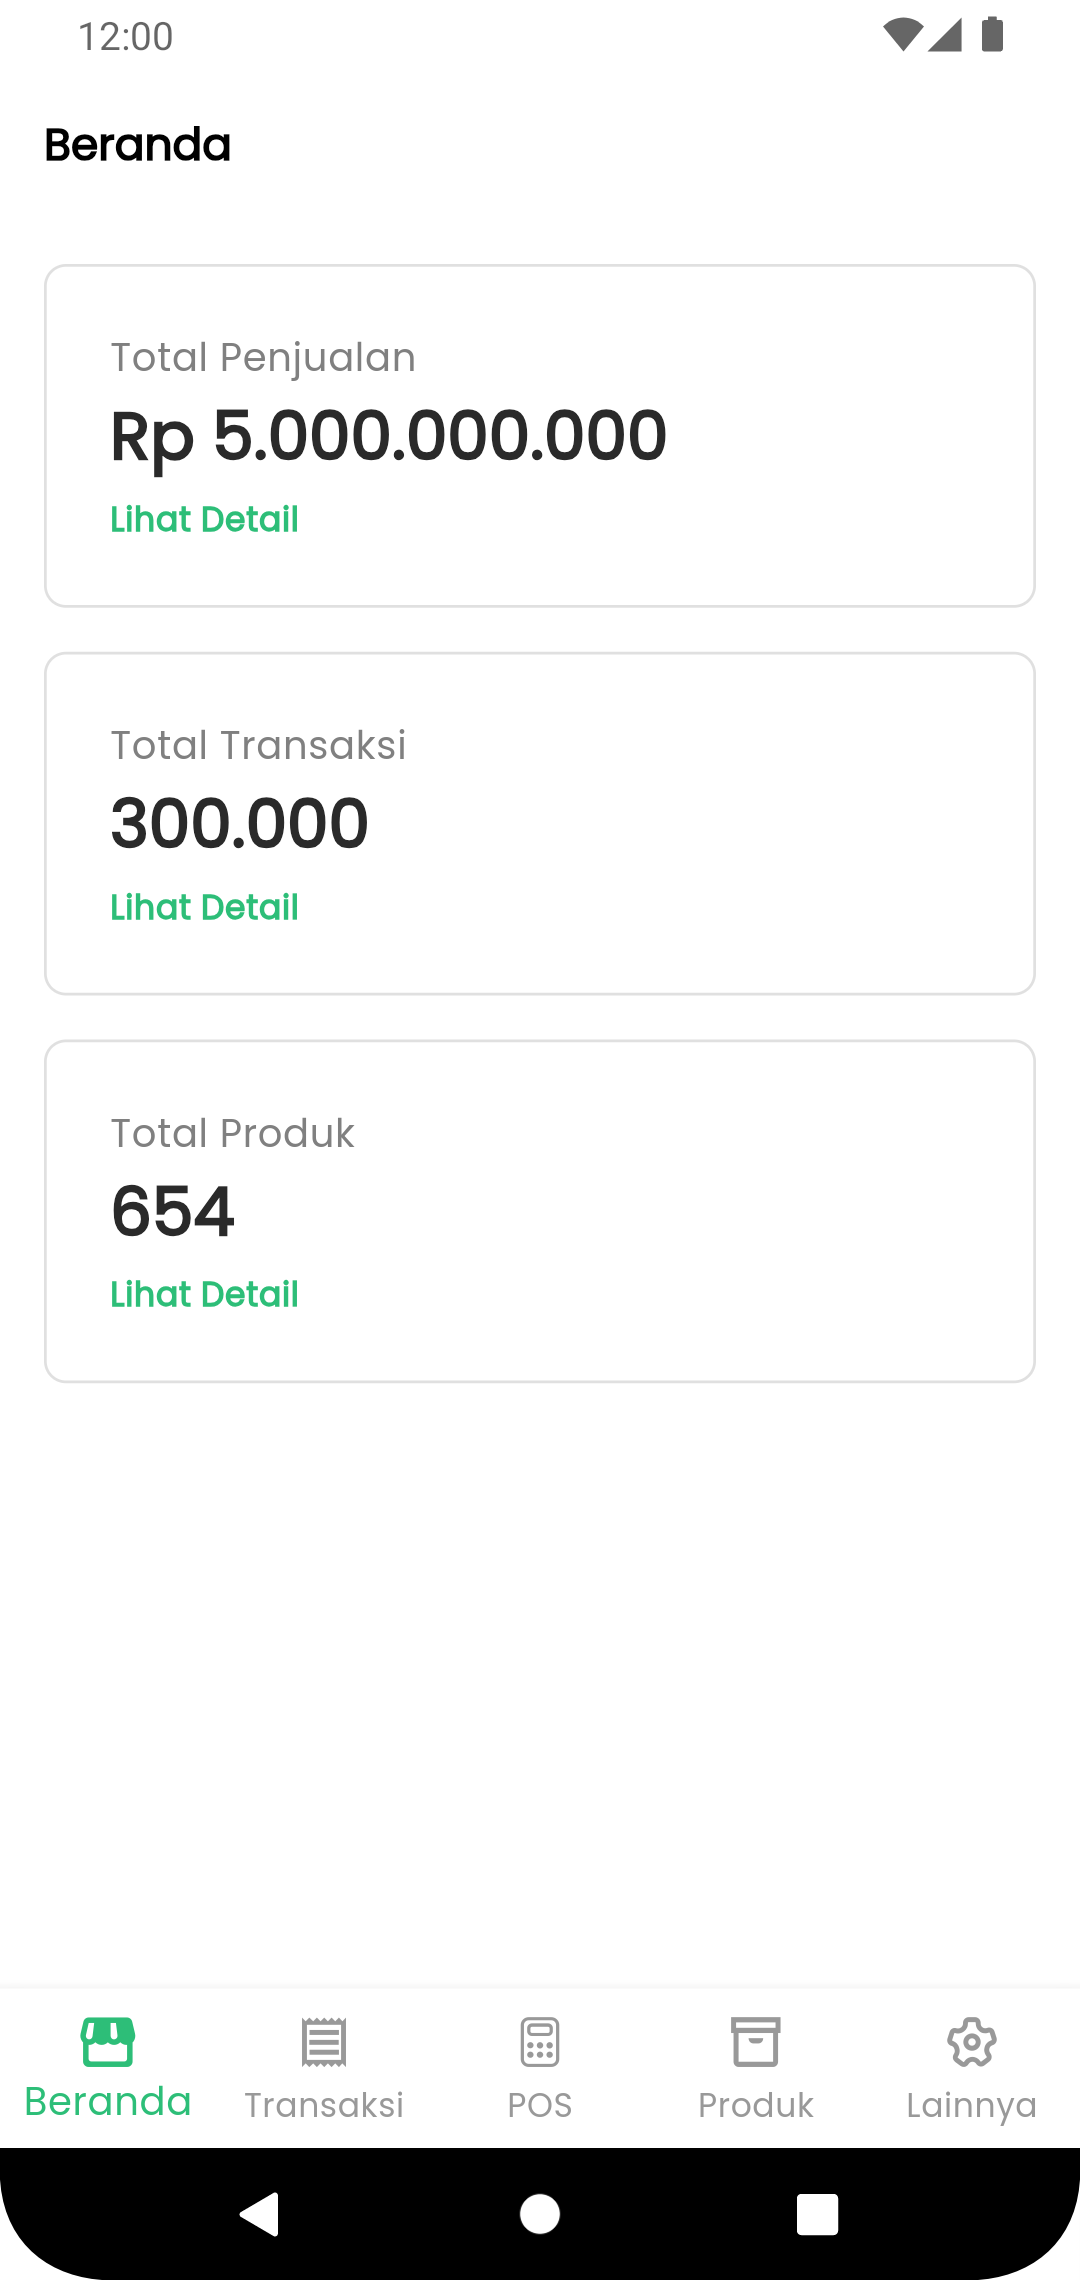 12:00
Beranda
Total Penjualan
Rp 5.000.000.000
Lihat Detail
Total Transaksi
300.000
Lihat Detail
Total Produk
654
Lihat Detail
Beranda
Transaksi
POS
Produk
Lainnya